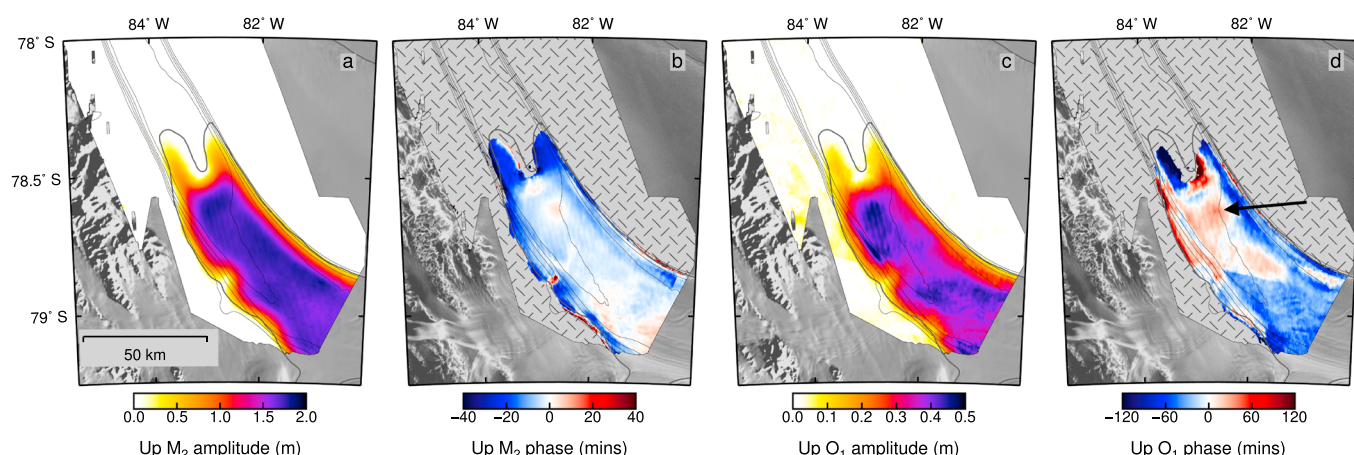 84° W 82° W 84° W 82° W 84° W 82° W 84° W 82° W
78° S
a b c d
78.5° S
79° S
50 km
0.0 0.5 1.0 1.5 2.0 −40 −20 0 20 40 0.0 0.1 0.2 0.3 0.4 0.5 −120 −60 0 60 120
Up M2 amplitude (m) Up M2 phase (mins) Up O1 amplitude (m) Up O1 phase (mins)